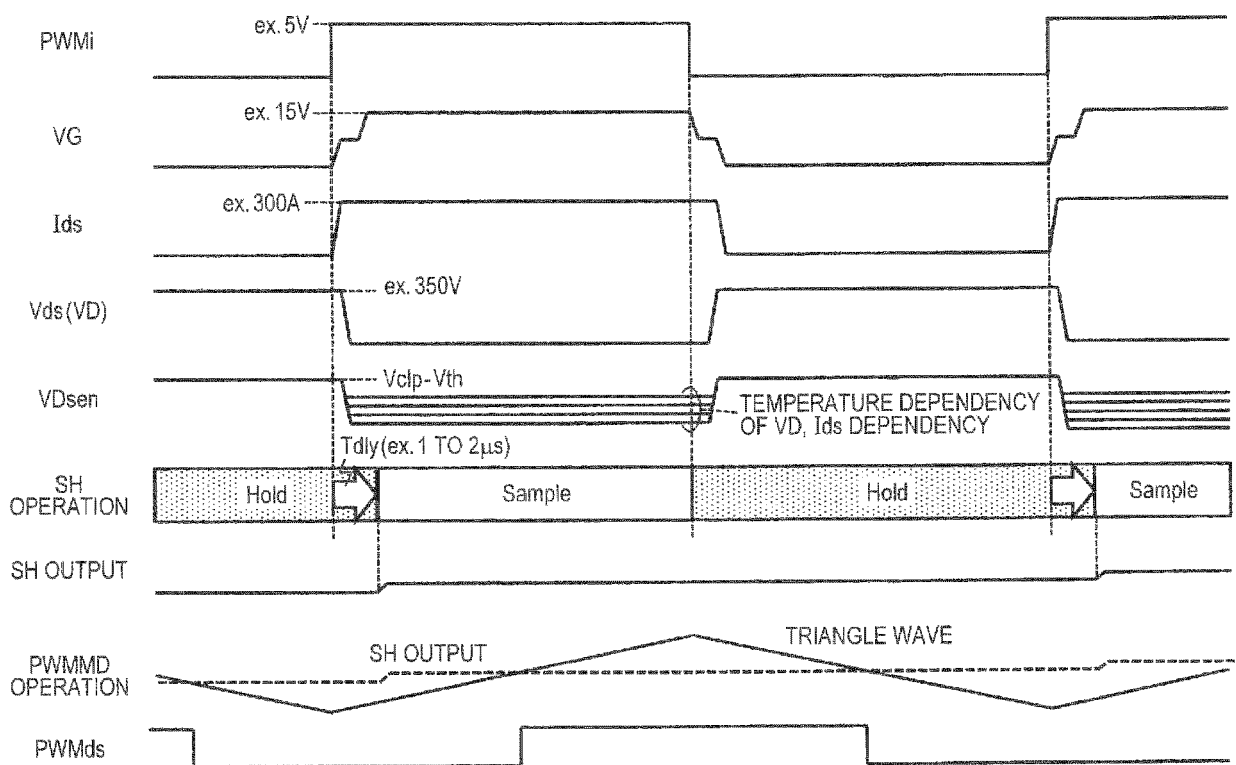 PWMi
ex. 5V
VG
ex. 15V
Ids
ex. 300A
Vds (VD)
ex. 350V
VDsen
Vclp-Vth
TEMPERATURE DEPENDENCY
OF VD, Ids DEPENDENCY
Tdly (ex. 1 TO 2μs)
SH
OPERATION
Hold
Sample
Hold
Sample
SH OUTPUT
PWMMD
OPERATION
SH OUTPUT
TRIANGLE WAVE
PWMds